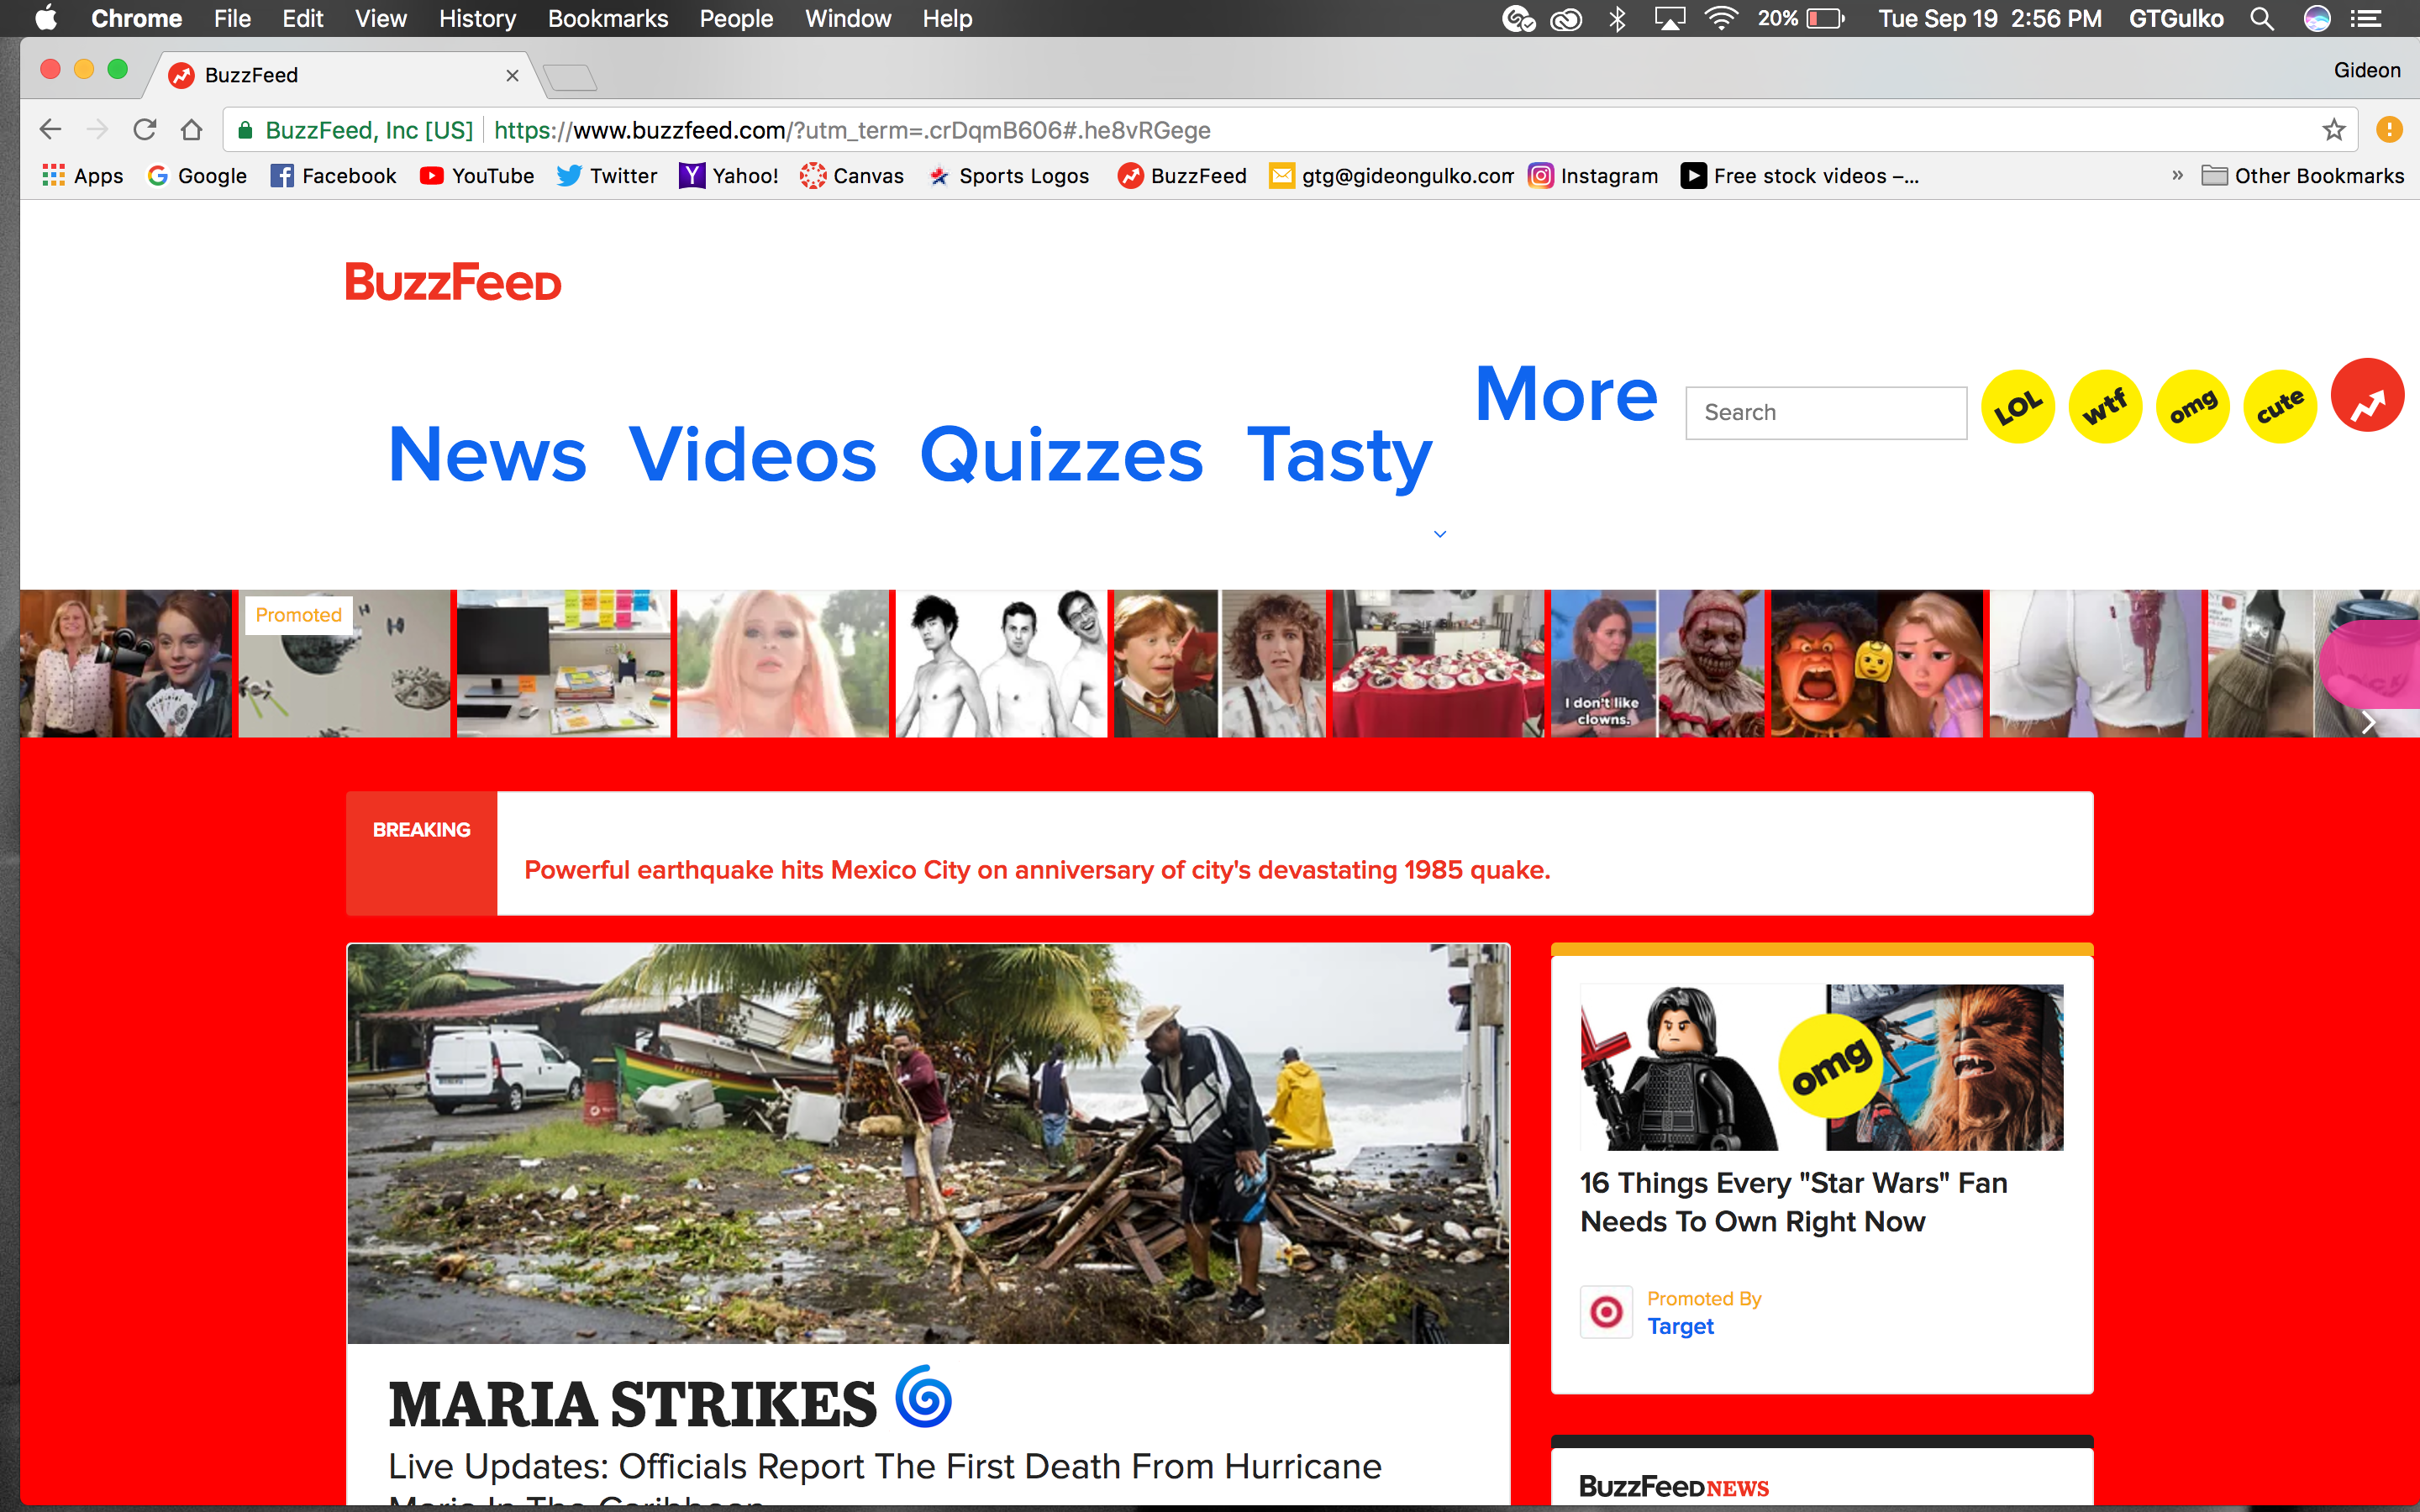 Chrome File Edit View History Bookmarks People Window Help 20% Tue Sep 19 2:56 PM GTGulko
BuzzFeed Gideon
BuzzFeed, Inc [US] https://www.buzzfeed.com/?utm_term=.crDqmB606#.he8vRGege
Apps Google Facebook YouTube Twitter Yahoo! Canvas Sports Logos BuzzFeed gtg@gideongulko.com Instagram Free stock videos –... » Other Bookmarks
BuzzFeed
News Videos Quizzes Tasty More Search LOL wtf omg cute
Promoted
I don't like
clowns.
BREAKING
Powerful earthquake hits Mexico City on anniversary of city's devastating 1985 quake.
omg
16 Things Every "Star Wars" Fan
Needs To Own Right Now
Promoted By
Target
MARIA STRIKES
Live Updates: Officials Report The First Death From Hurricane
Maria In The Caribbean
BuzzFeed NEWS